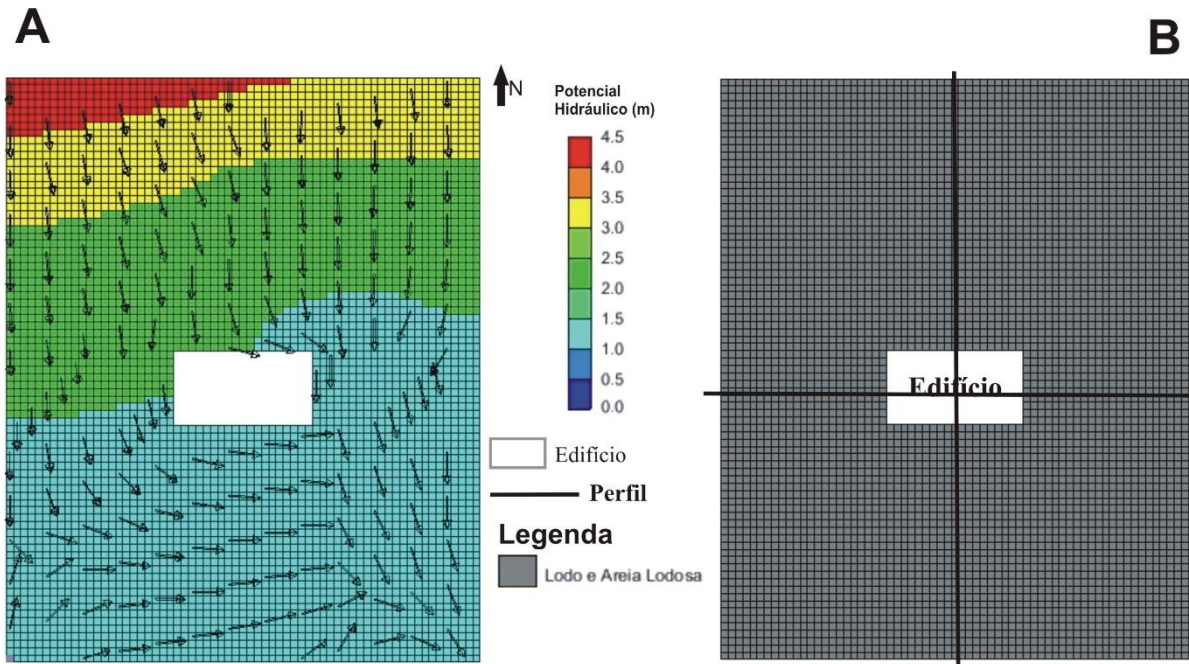 A
B
N
Potencial
Hidráulico (m)
4.5
4.0
3.5
3.0
2.5
2.0
1.5
1.0
0.5
0.0
Edifício
Perfil
Legenda
Lodo e Areia Lodosa
Edifício